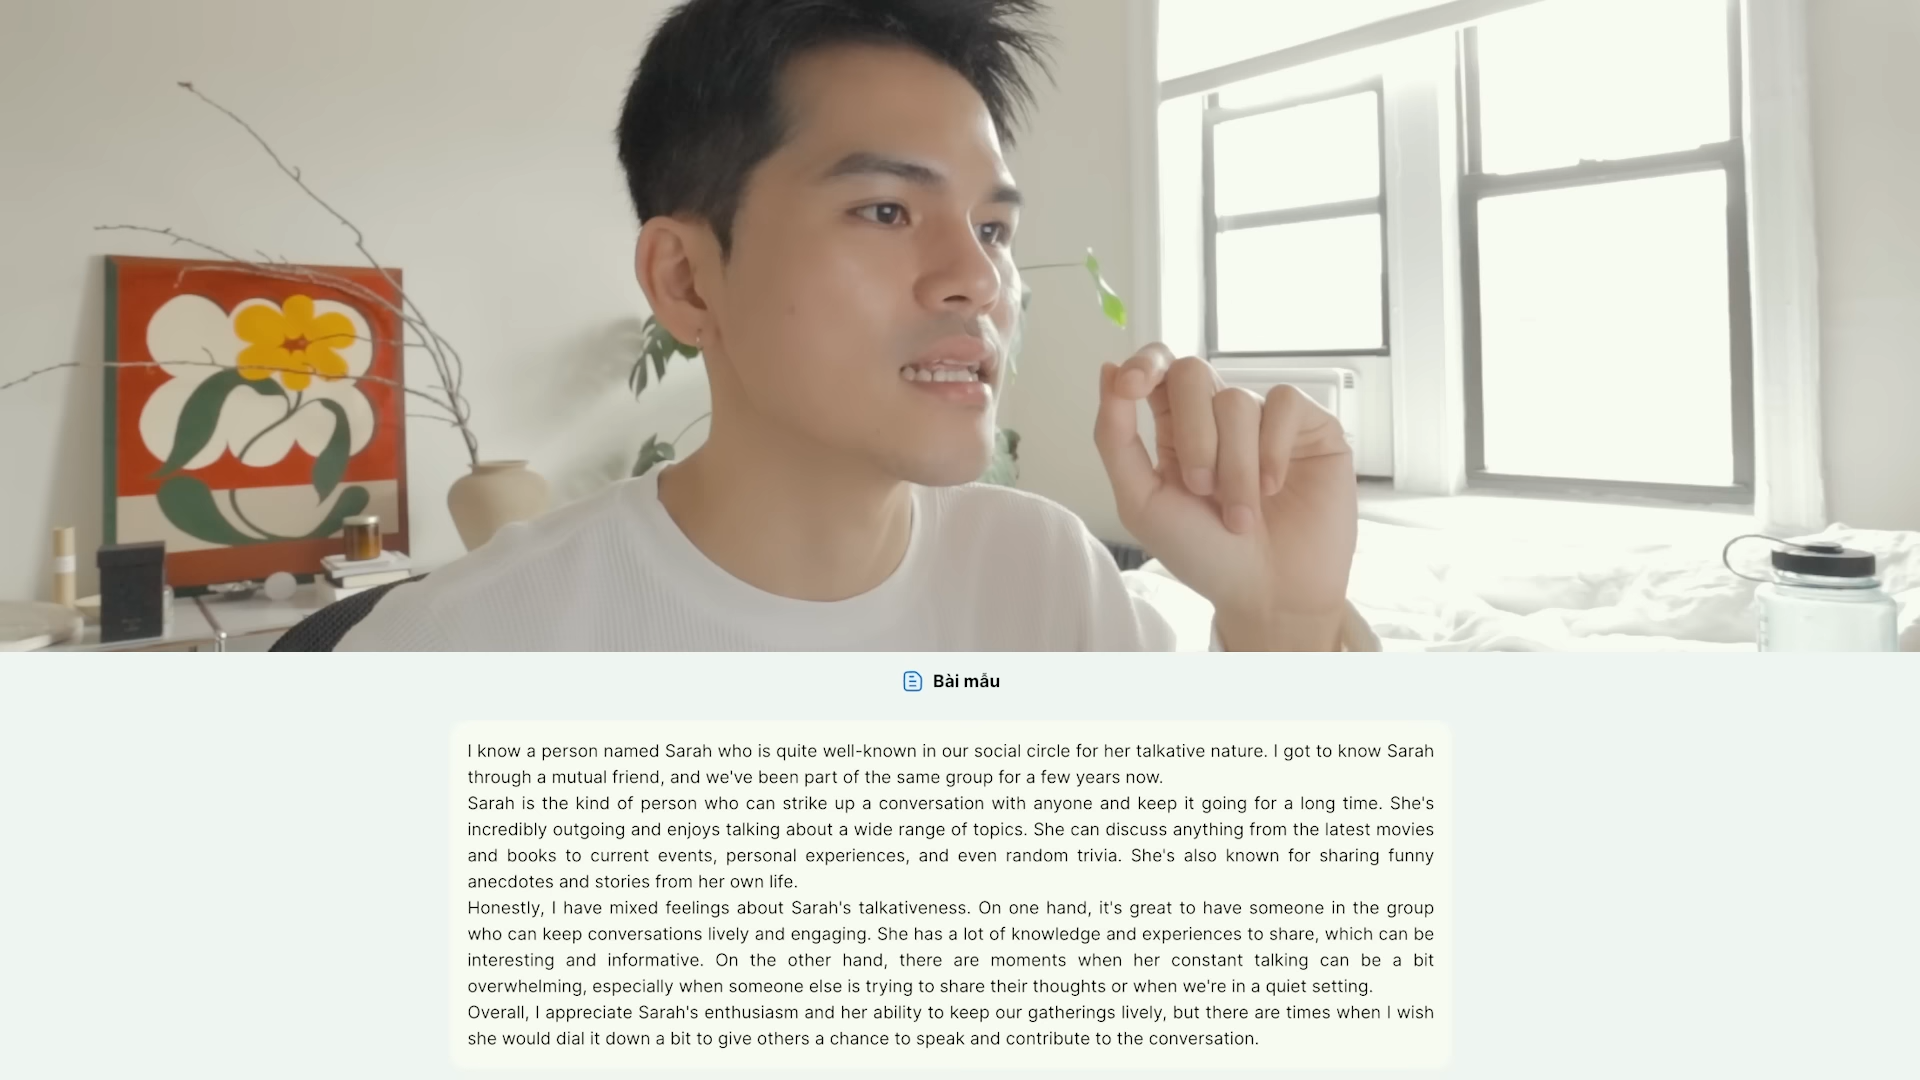 Bài mẫu
I know a person named Sarah who is quite well-known in our social circle for her talkative nature. I got to know Sarah
through a mutual friend, and we've been part of the same group for a few years now.
Sarah is the kind of person who can strike up a conversation with anyone and keep it going for a long time. She's
incredibly outgoing and enjoys talking about a wide range of topics. She can discuss anything from the latest movies
and books to current events, personal experiences, and even random trivia. She's also known for sharing funny
anecdotes and stories from her own life.
Honestly, I have mixed feelings about Sarah's talkativeness. On one hand, it's great to have someone in the group
who can keep conversations lively and engaging. She has a lot of knowledge and experiences to share, which can be
interesting and informative. On the other hand, there are moments when her constant talking can be a bit
overwhelming, especially when someone else is trying to share their thoughts or when we're in a quiet setting.
Overall, I appreciate Sarah's enthusiasm and her ability to keep our gatherings lively, but there are times when I wish
she would dial it down a bit to give others a chance to speak and contribute to the conversation.